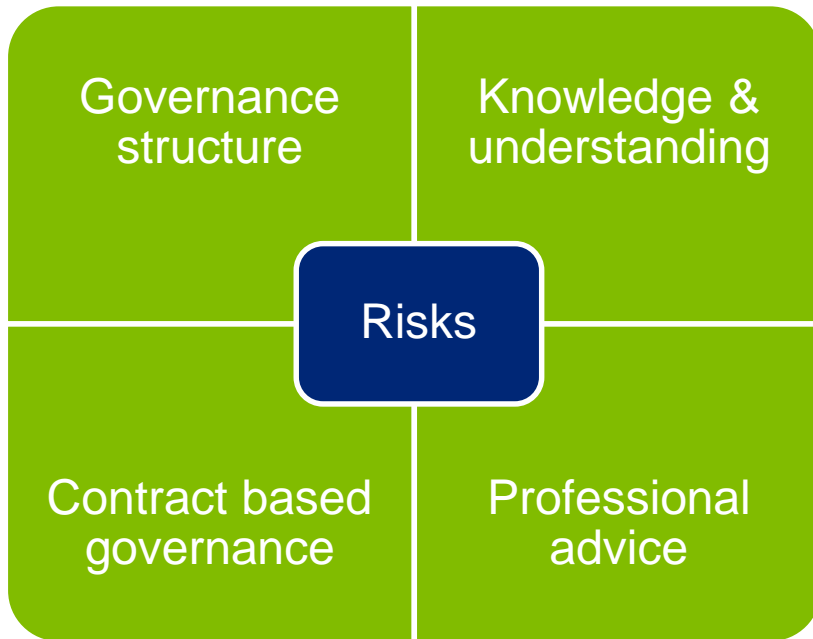 Governance
structure
Knowledge &
understanding
Risks
Contract based
governance
Professional
advice